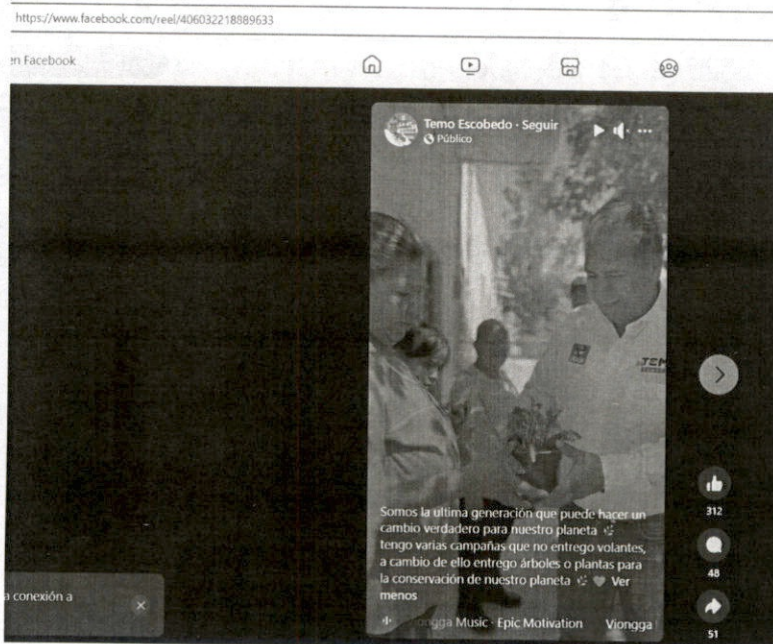 https://www.facebook.com/reel/406032218889633
en Facebook
Temo Escobedo · Seguir
Público
TEM
Somos la ultima generación que puede hacer un
cambio verdadero para nuestro planeta
tengo varias campañas que no entrego volantes,
a cambio de ello entrego árboles o plantas para
la conservación de nuestro planeta Ver
menos
Music · Epic Motivation Viongga
312
48
51
a conexión a